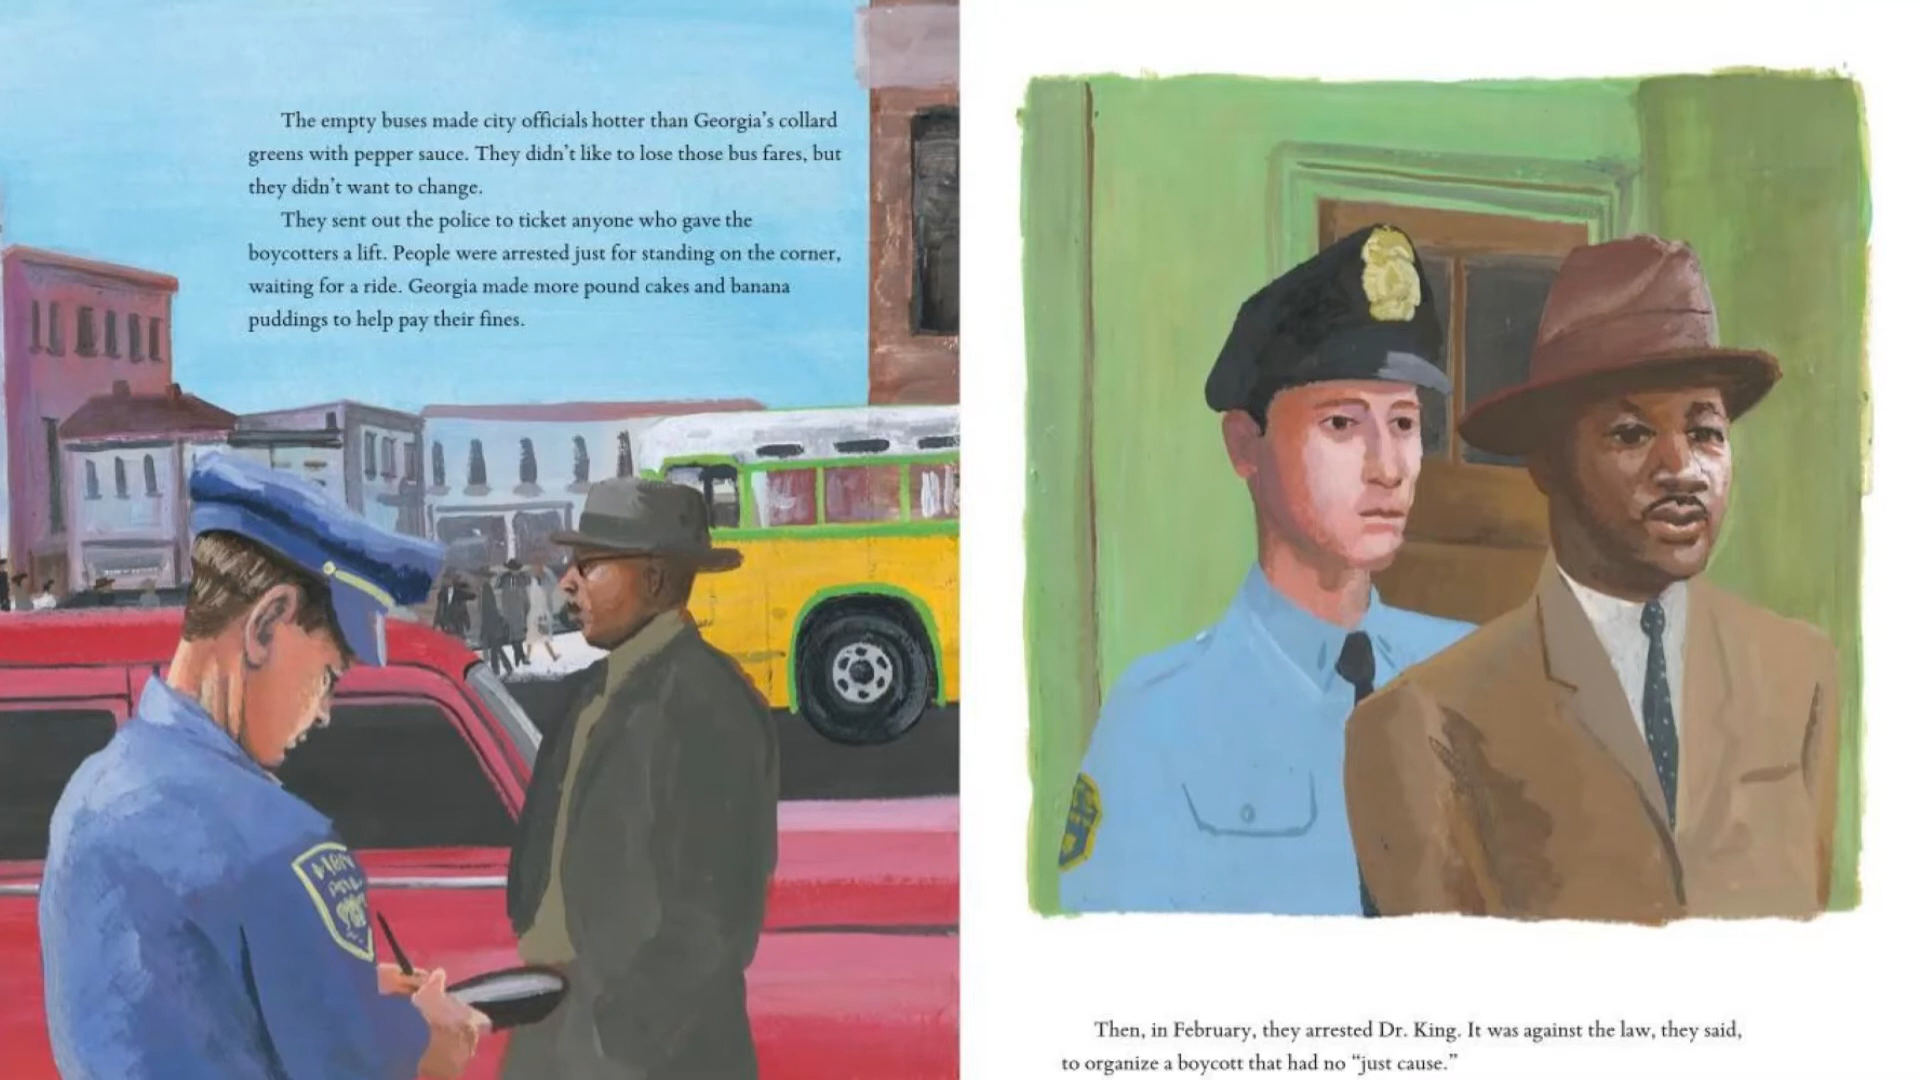 The empty buses made city officials hotter than Georgia’s collard
greens with pepper sauce. They didn’t like to lose those bus fares, but
they didn’t want to change.
They sent out the police to ticket anyone who gave the
boycotters a lift. People were arrested just for standing on the corner,
waiting for a ride. Georgia made more pound cakes and banana
puddings to help pay their fines.
Then, in February, they arrested Dr. King. It was against the law, they said,
to organize a boycott that had no “just cause.”